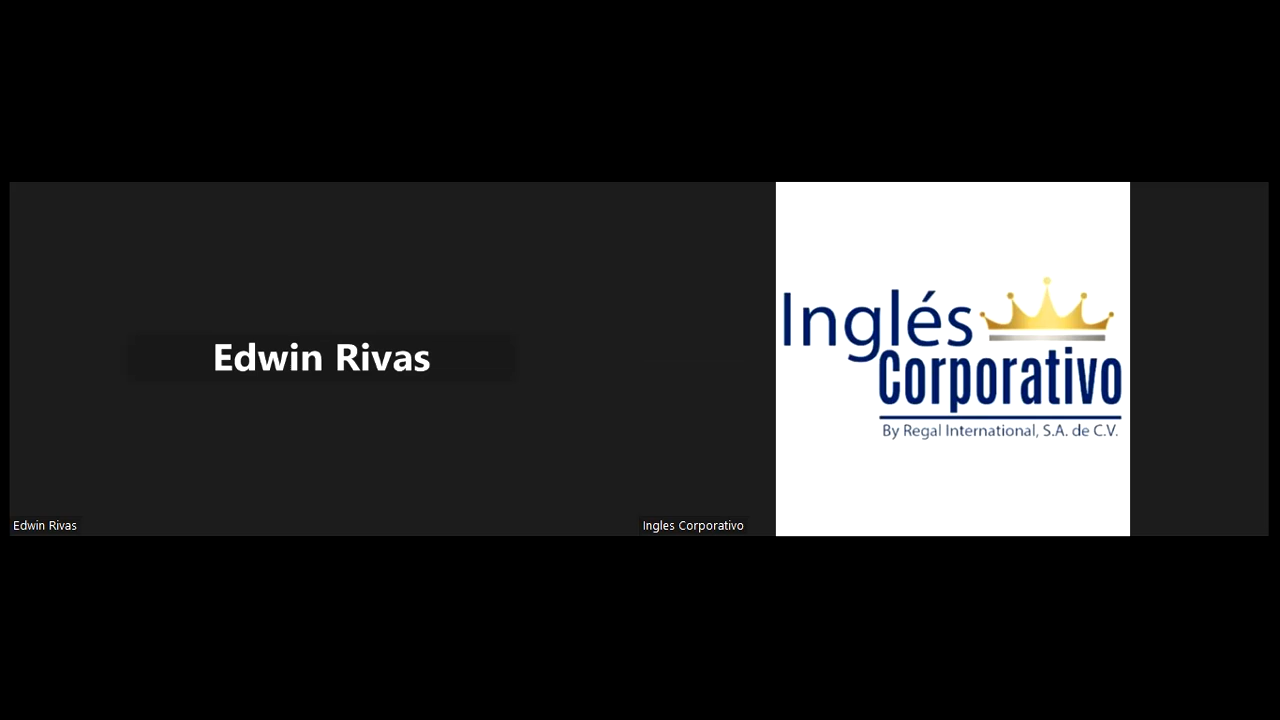 Edwin Rivas
Edwin Rivas
Inglés
Corporativo
By Regal International, S.A. de C.V.
Ingles Corporativo